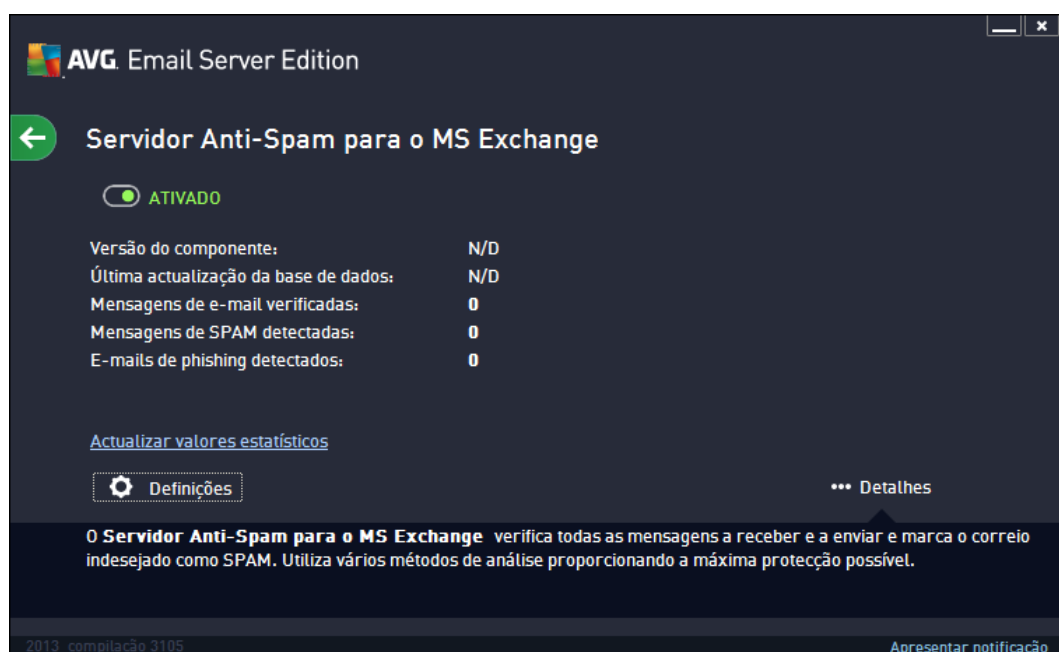 AVG. Email Server Edition
Servidor Anti-Spam para o MS Exchange
ATIVADO
Versão do componente: N/D
Última actualização da base de dados: N/D
Mensagens de e-mail verificadas: 0
Mensagens de SPAM detectadas: 0
E-mails de phishing detectados: 0
Actualizar valores estatísticos
Definições
••• Detalhes
O Servidor Anti-Spam para o MS Exchange verifica todas as mensagens a receber e a enviar e marca o correio
indesejado como SPAM. Utiliza vários métodos de análise proporcionando a máxima protecção possível.
2013 compilação 3105
Apresentar notificação